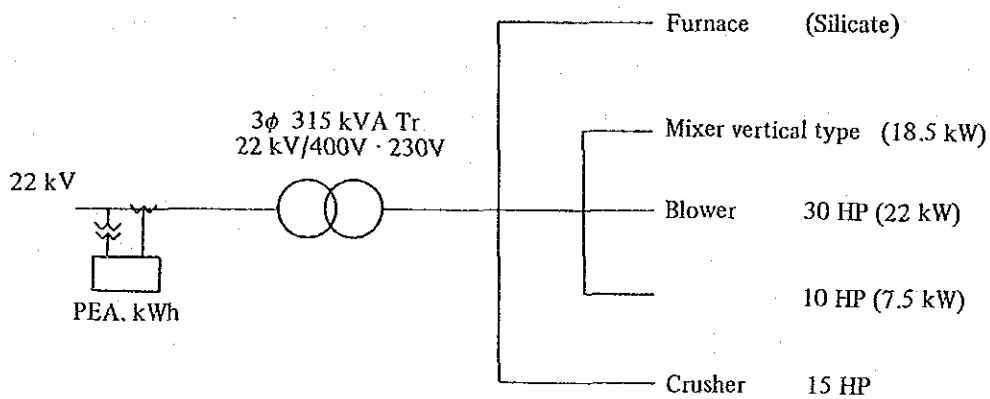 Furnace (Silicate)
3ϕ 315 kVA Tr.
22 kV/400V · 230V
Mixer vertical type (18.5 kW)
22 kV
Blower 30 HP (22 kW)
10 HP (7.5 kW)
PEA. kWh
Crusher 15 HP